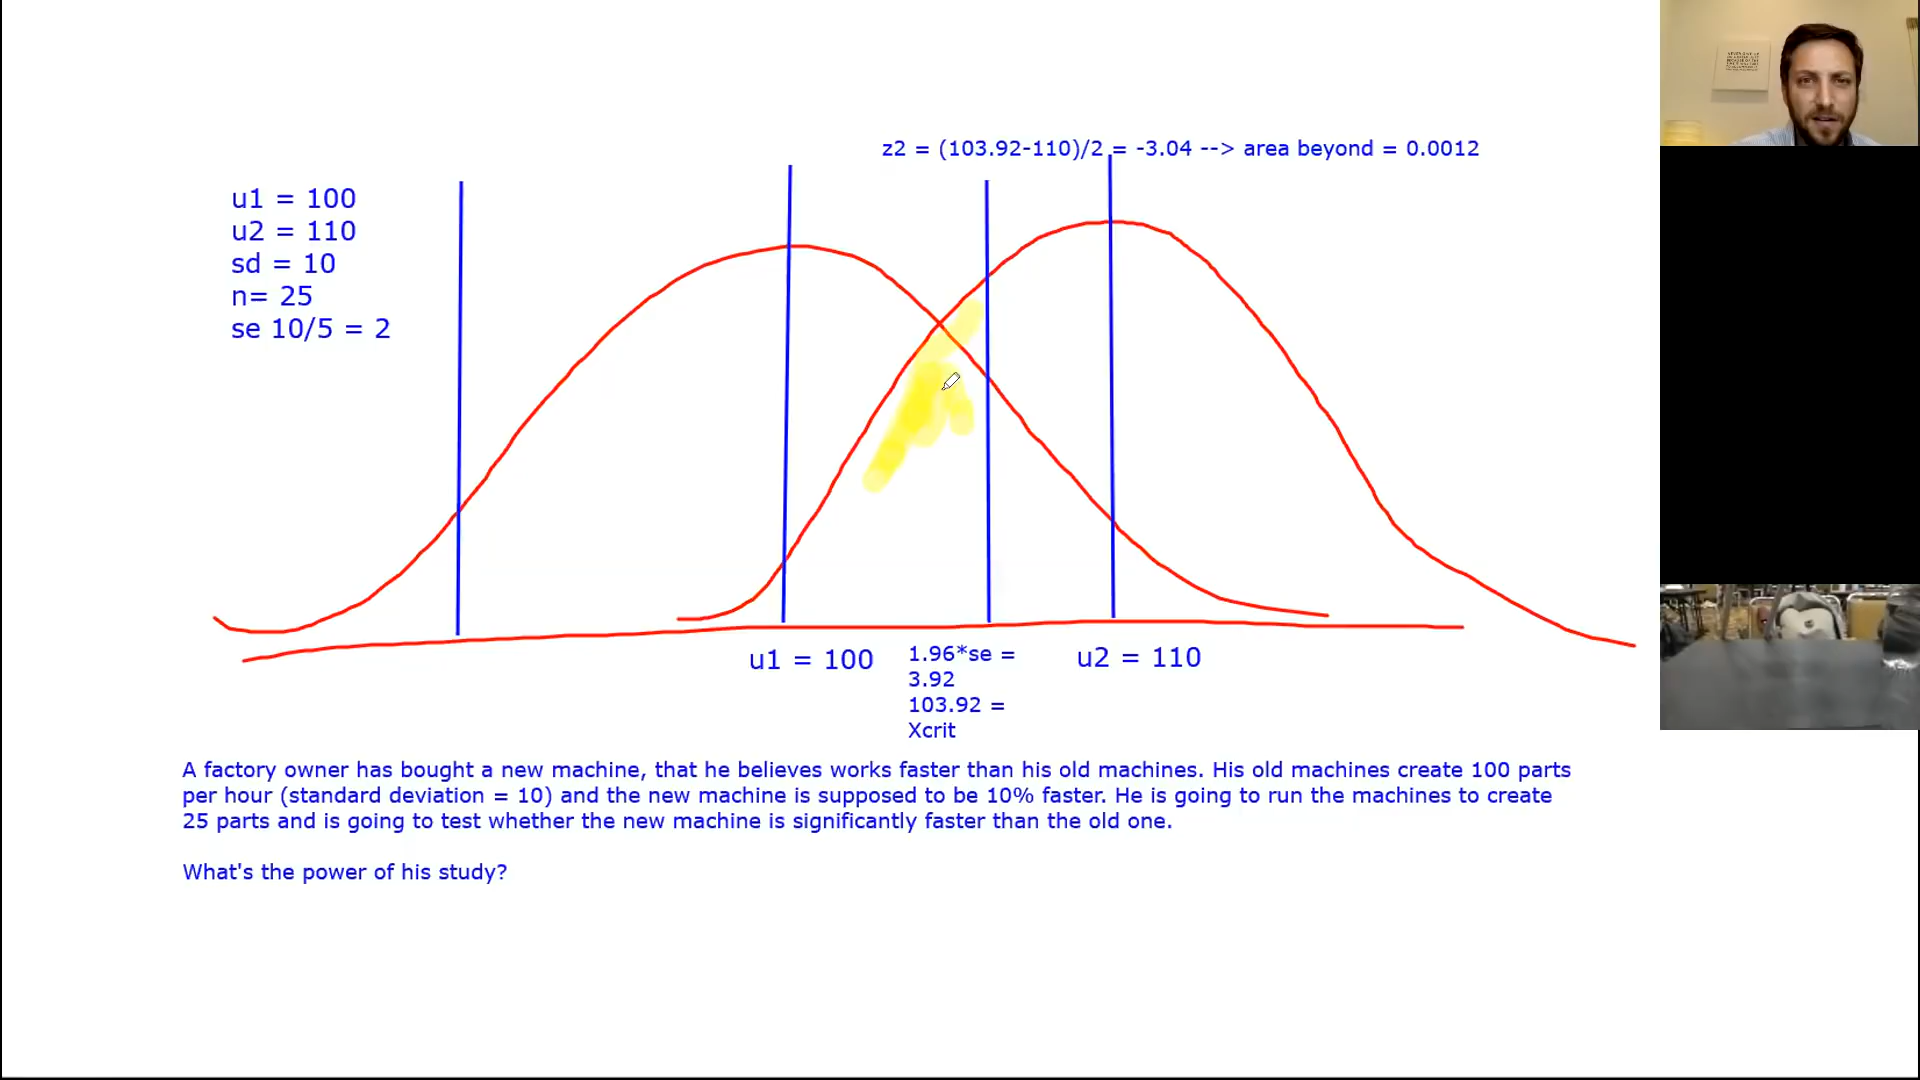 z2 = (103.92-110)/2 = -3.04 --> area beyond = 0.0012
u1 = 100
u2 = 110
sd = 10
n= 25
se 10/5 = 2
u1 = 100
1.96*se =
3.92
103.92 =
Xcrit
u2 = 110
A factory owner has bought a new machine, that he believes works faster than his old machines. His old machines create 100 parts
per hour (standard deviation = 10) and the new machine is supposed to be 10% faster. He is going to run the machines to create
25 parts and is going to test whether the new machine is significantly faster than the old one.
What's the power of his study?